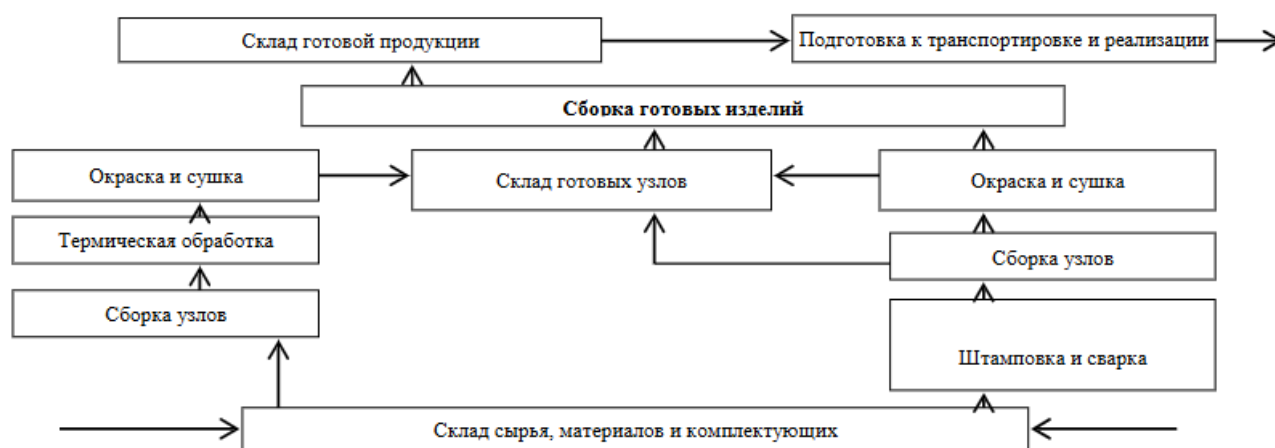 Склад готовой продукции
Подготовка к транспортировке и реализации
Сборка готовых изделий
Окраска и сушка
Склад готовых узлов
Окраска и сушка
Термическая обработка
Сборка узлов
Сборка узлов
Штамповка и сварка
Склад сырья, материалов и комплектующих